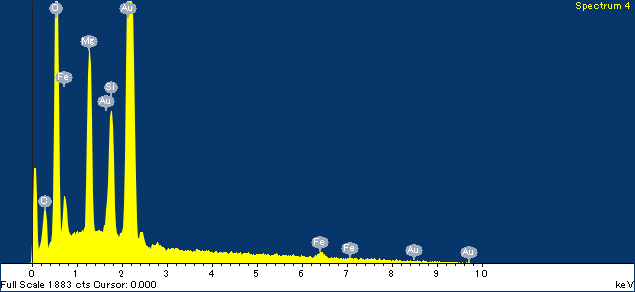 Spectrum 4
O Au
Mg
Fe
Si
Au
Fe Fe Au Au
0 1 2 3 4 5 6 7 8 9 10
Full Scale 1883 cts Cursor: 0.000 keV